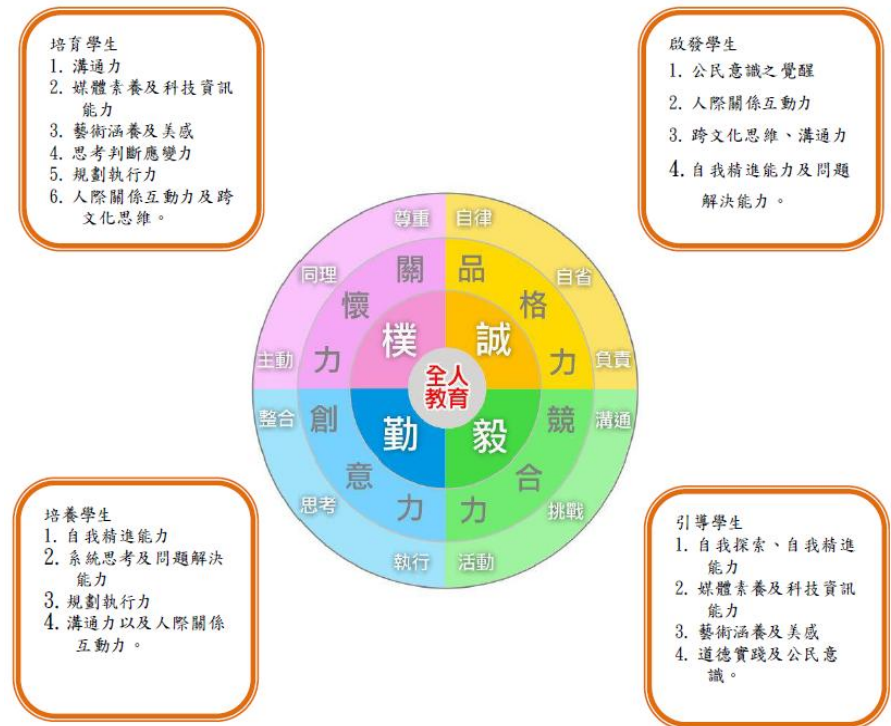 培育學生
1. 溝通力
2. 媒體素養及科技資訊
能力
3. 藝術涵養及美感
4. 思考判斷應變力
5. 規劃執行力
6. 人際關係互動力及跨
文化思維。
啟發學生
1. 公民意識之覺醒
2. 人際關係互動力
3. 跨文化思維、溝通力
4. 自我精進能力及問題
解決能力。
尊重
自律
同理
關
品
自省
懷
格
樸
誠
主動
力
力
負責
全人
教育
整合
創
勤
毅
競
溝通
意
合
思考
力
力
挑戰
執行
活動
培養學生
1. 自我精進能力
2. 系統思考及問題解決
能力
3. 規劃執行力
4. 溝通力以及人際關係
互動力。
引導學生
1. 自我探索、自我精進
能力
2. 媒體素養及科技資訊
能力
3. 藝術涵養及美感
4. 道德實踐及公民意
識。